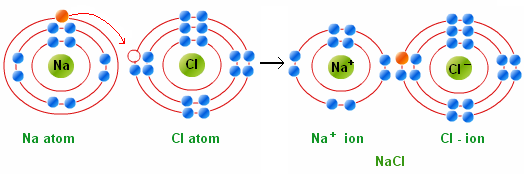 Na
Cl
Na⁺
Cl⁻
Na atom
Cl atom
Na⁺ ion
Cl - ion
NaCl